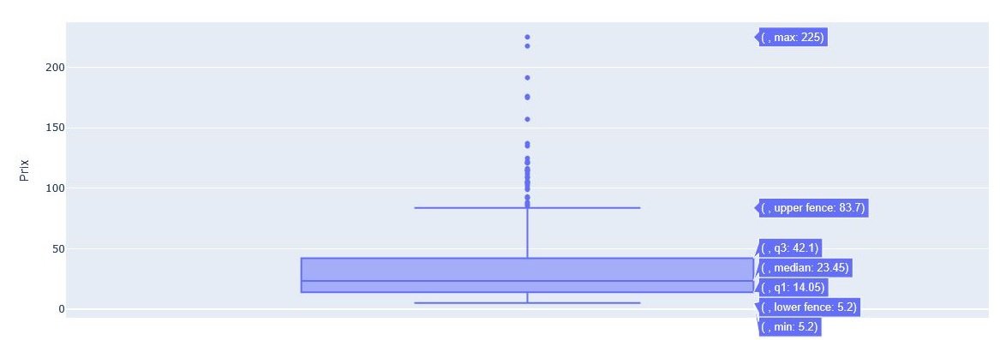 Prix
200
150
100
50
0
( , max: 225)
( , upper fence: 83.7)
( , q3: 42.1)
( , median: 23.45)
( , q1: 14.05)
( , lower fence: 5.2)
( , min: 5.2)